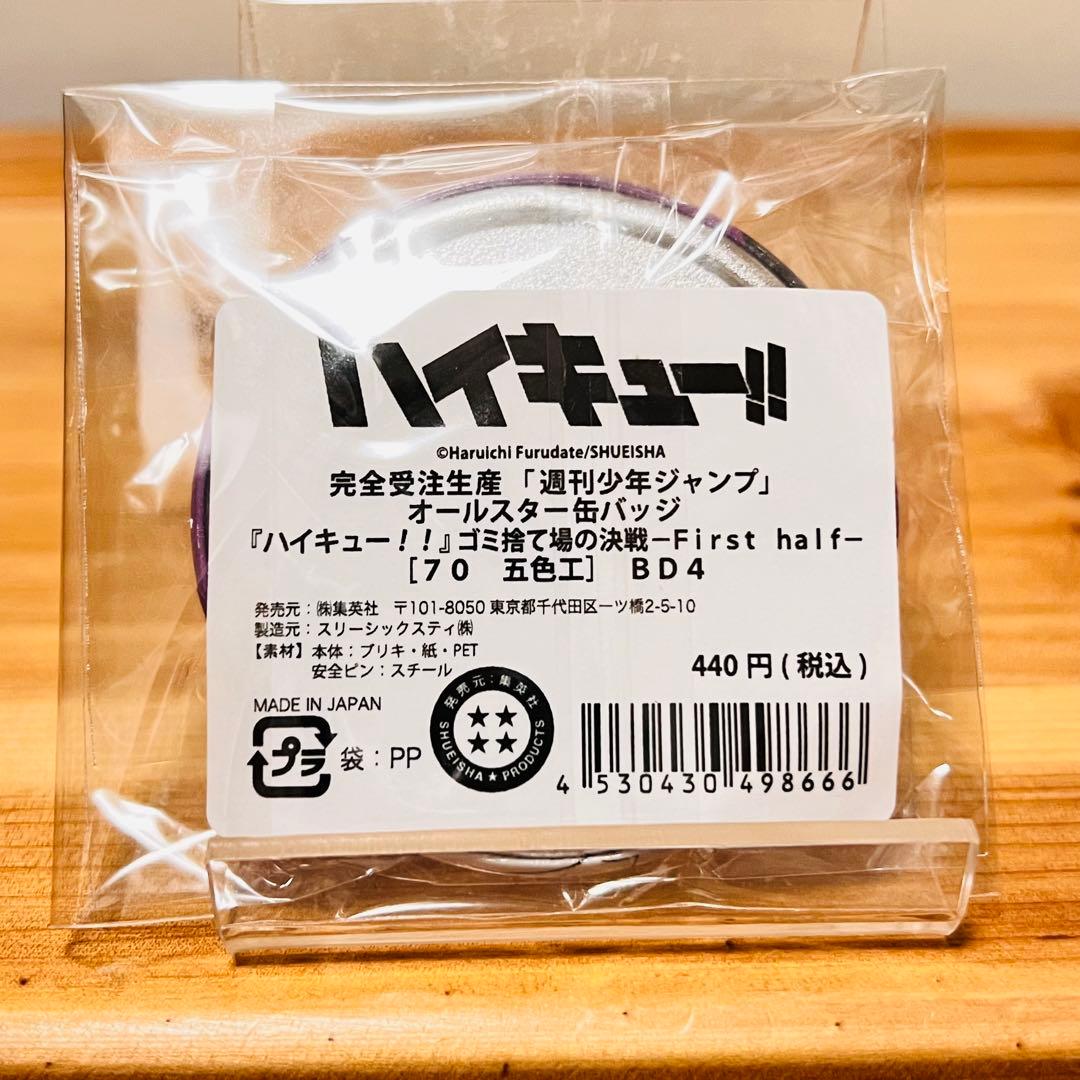 ハイキュー!!
©Haruichi Furudate/SHUEISHA
完全受注生産「週刊少年ジャンプ」
オールスター缶バッジ
『ハイキュー！！』ゴミ捨て場の決戦－First half－
［７０　五色工］　ＢＤ４
発売元：㈱集英社　〒101-8050 東京都千代田区一ツ橋2-5-10
製造元：スリーシックスティ㈱
【素材】本体：ブリキ・紙・PET
安全ピン：スチール
440円(税込)
MADE IN JAPAN
プラ 袋：PP
発売元：集英社
SHUEISHA★PRODUCTS
4 530430 498666